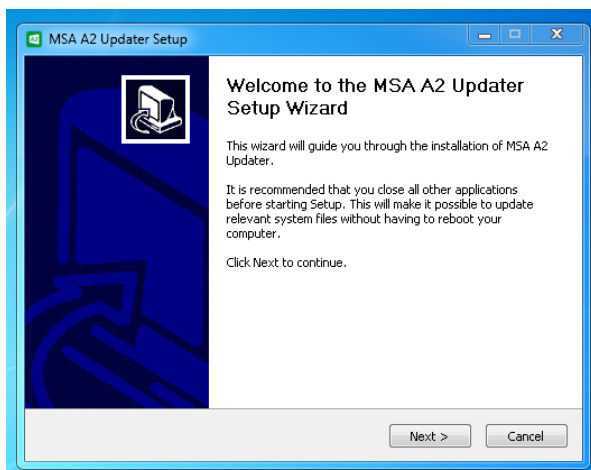 MSA A2 Updater Setup
Welcome to the MSA A2 Updater
Setup Wizard
This wizard will guide you through the installation of MSA A2
Updater.
It is recommended that you close all other applications
before starting Setup. This will make it possible to update
relevant system files without having to reboot your
computer.
Click Next to continue.
Next >
Cancel